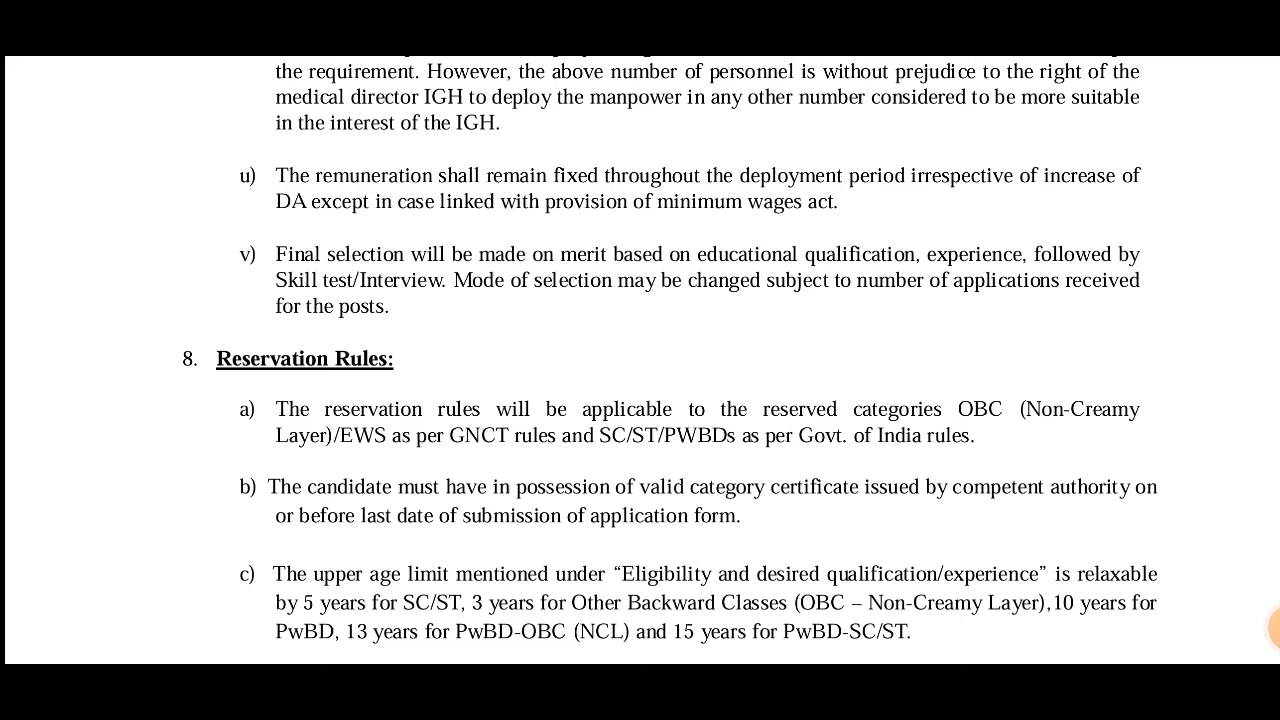 the requirement. However, the above number of personnel is without prejudice to the right of the
medical director IGH to deploy the manpower in any other number considered to be more suitable
in the interest of the IGH.
u) The remuneration shall remain fixed throughout the deployment period irrespective of increase of
DA except in case linked with provision of minimum wages act.
v) Final selection will be made on merit based on educational qualification, experience, followed by
Skill test/Interview. Mode of selection may be changed subject to number of applications received
for the posts.
8. Reservation Rules:
a) The reservation rules will be applicable to the reserved categories OBC (Non-Creamy
Layer)/EWS as per GNCT rules and SC/ST/PWBDs as per Govt. of India rules.
b) The candidate must have in possession of valid category certificate issued by competent authority on
or before last date of submission of application form.
c) The upper age limit mentioned under “Eligibility and desired qualification/experience” is relaxable
by 5 years for SC/ST, 3 years for Other Backward Classes (OBC – Non-Creamy Layer),10 years for
PwBD, 13 years for PwBD-OBC (NCL) and 15 years for PwBD-SC/ST.